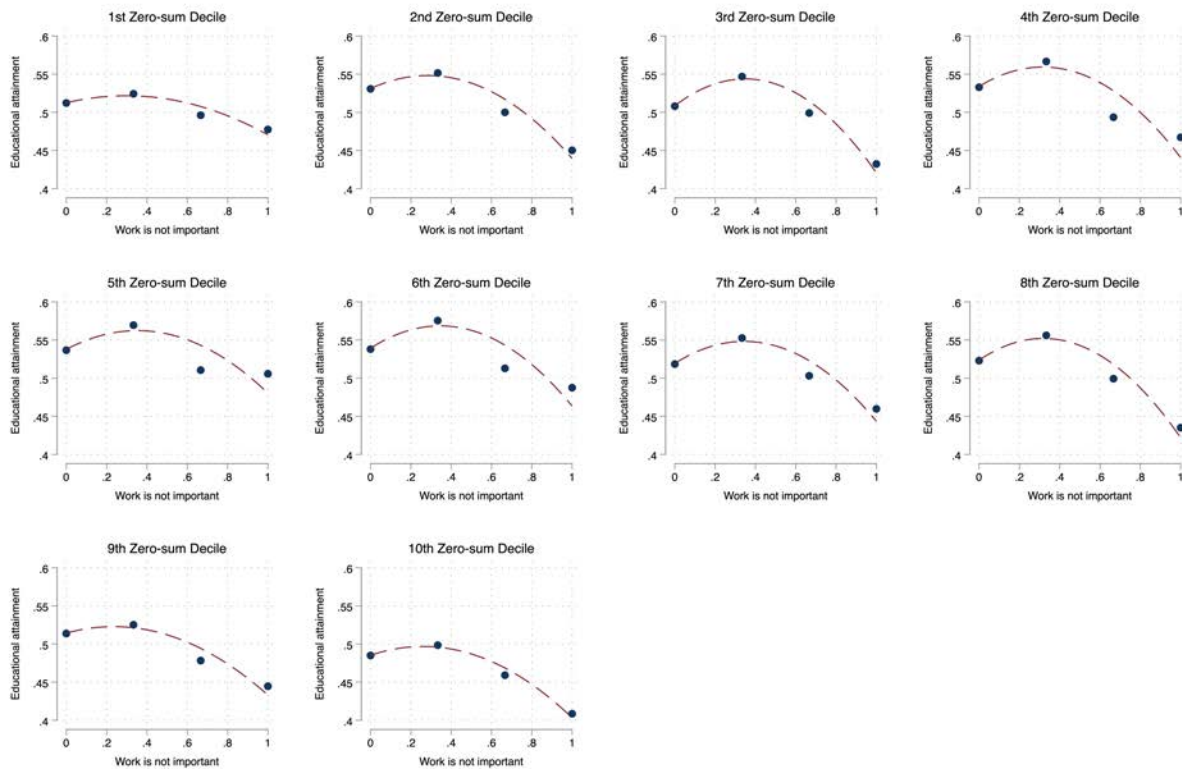 1st Zero-sum Decile
.6
.55
.5
.45
.4
Educational attainment
0 .2 .4 .6 .8 1
Work is not important
2nd Zero-sum Decile
.6
.55
.5
.45
.4
Educational attainment
0 .2 .4 .6 .8 1
Work is not important
3rd Zero-sum Decile
.6
.55
.5
.45
.4
Educational attainment
0 .2 .4 .6 .8 1
Work is not important
4th Zero-sum Decile
.6
.55
.5
.45
.4
Educational attainment
0 .2 .4 .6 .8 1
Work is not important
5th Zero-sum Decile
.6
.55
.5
.45
.4
Educational attainment
0 .2 .4 .6 .8 1
Work is not important
6th Zero-sum Decile
.6
.55
.5
.45
.4
Educational attainment
0 .2 .4 .6 .8 1
Work is not important
7th Zero-sum Decile
.6
.55
.5
.45
.4
Educational attainment
0 .2 .4 .6 .8 1
Work is not important
8th Zero-sum Decile
.6
.55
.5
.45
.4
Educational attainment
0 .2 .4 .6 .8 1
Work is not important
9th Zero-sum Decile
.6
.55
.5
.45
.4
Educational attainment
0 .2 .4 .6 .8 1
Work is not important
10th Zero-sum Decile
.6
.55
.5
.45
.4
Educational attainment
0 .2 .4 .6 .8 1
Work is not important